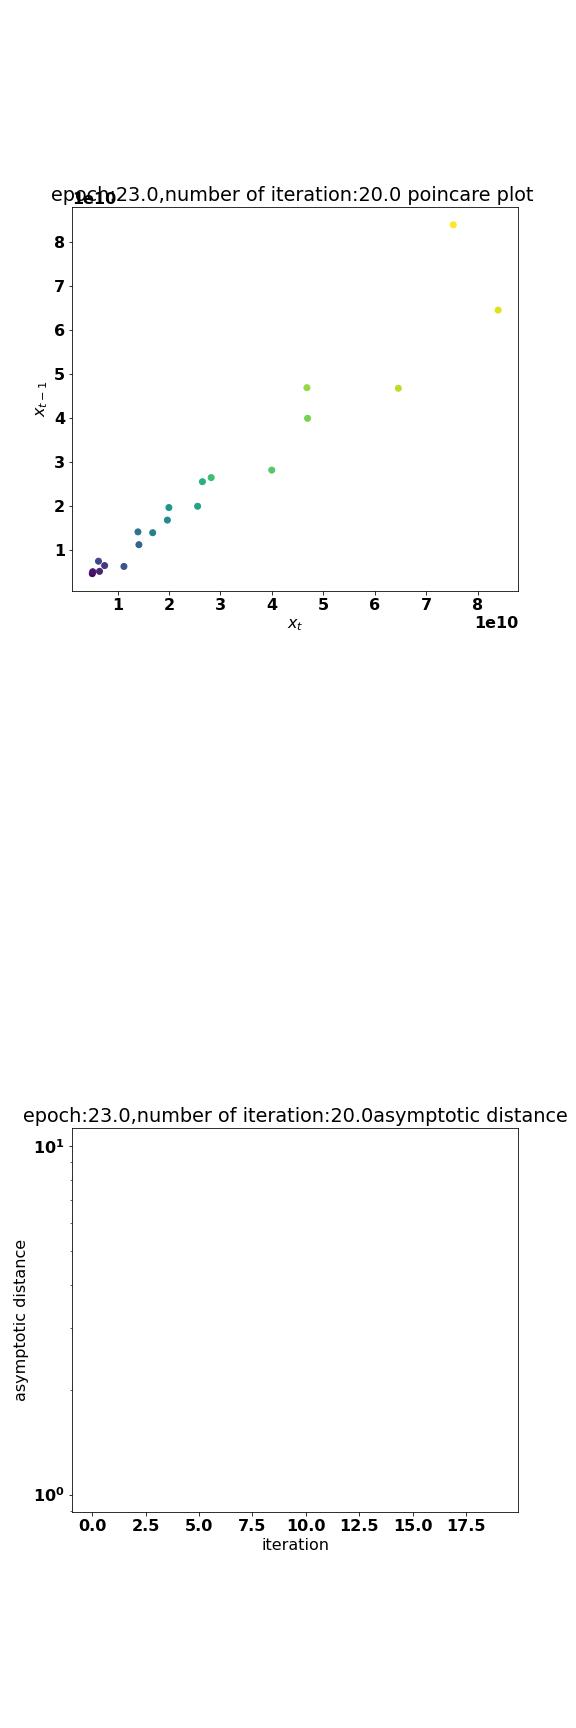 epoch:23.0,number of iteration:20.0 poincare plot
1e10
8
7
6
5
4
3
2
1
x_{t-1}
1 2 3 4 5 6 7 8
x_t
1e10
epoch:23.0,number of iteration:20.0asymptotic distance
10^1
10^0
asymptotic distance
0.0 2.5 5.0 7.5 10.0 12.5 15.0 17.5
iteration